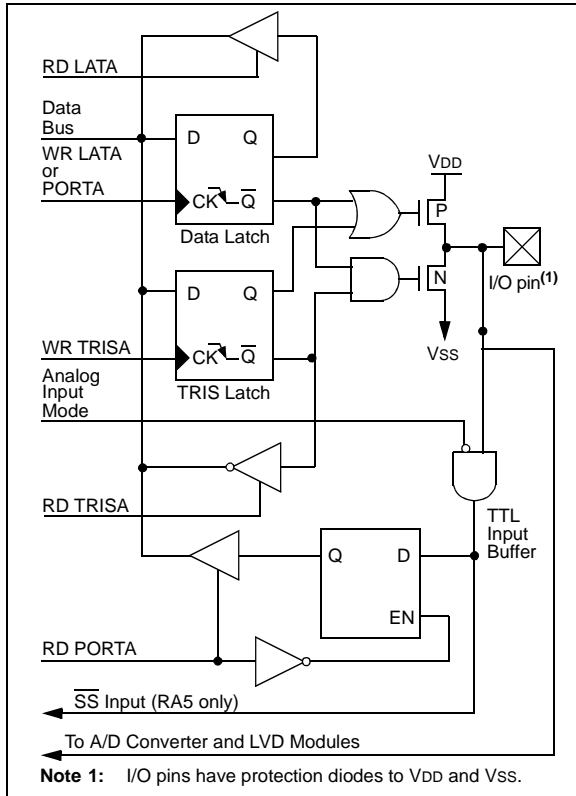 RD LATA
Data
Bus
D Q
WR LATA
or
PORTA
CK Q̅
Data Latch
VDD
P
N
I/O pin(1)
VSS
D Q
WR TRISA
CK Q̅
TRIS Latch
Analog
Input
Mode
RD TRISA
TTL
Input
Buffer
Q D
EN
RD PORTA
S̅S̅ Input (RA5 only)
To A/D Converter and LVD Modules
Note 1: I/O pins have protection diodes to VDD and VSS.